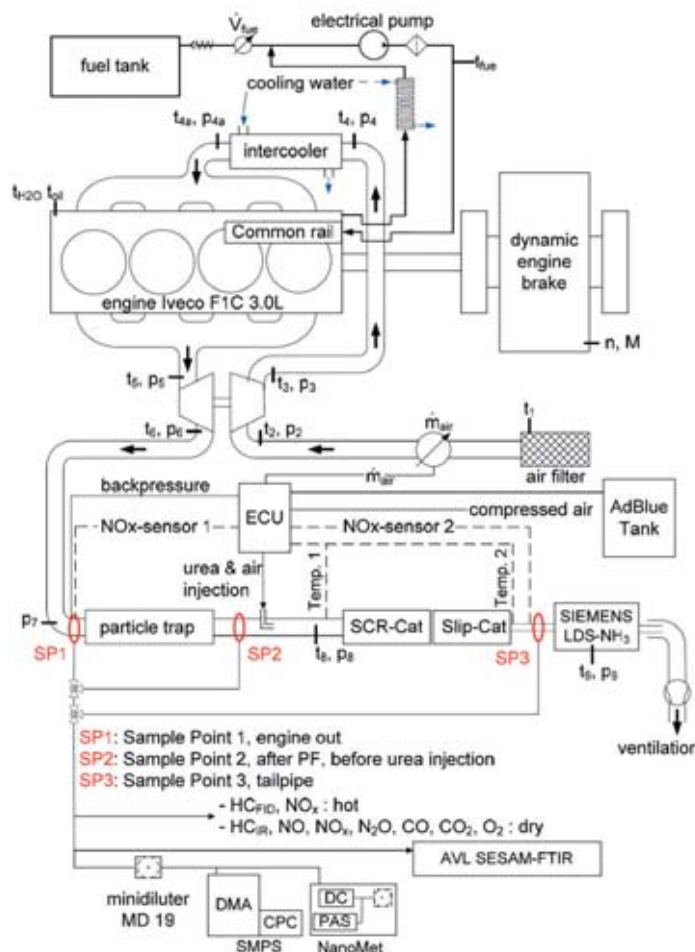 electrical pump
V̇fue
fuel tank
tfue
cooling water
t4a, p4a
t4, p4
intercooler
tH2O toil
Common rail
dynamic
engine
brake
engine Iveco F1C 3.0L
n, M
t5, p5
t3, p3
t6, p6
t2, p2
ṁair
t1
air filter
ṁair
backpressure
ECU
compressed air
AdBlue
Tank
NOx-sensor 1
NOx-sensor 2
urea & air
injection
Temp. 1
Temp. 2
p7
particle trap
SCR-Cat
Slip-Cat
SIEMENS
LDS-NH3
SP1
SP2
t8, p8
SP3
t9, p9
ventilation
SP1: Sample Point 1, engine out
SP2: Sample Point 2, after PF, before urea injection
SP3: Sample Point 3, tailpipe
- HCFID, NOx : hot
- HCIR, NO, NOx, N2O, CO, CO2, O2 : dry
AVL SESAM-FTIR
minidiluter
MD 19
DMA
CPC
SMPS
DC
PAS
NanoMet